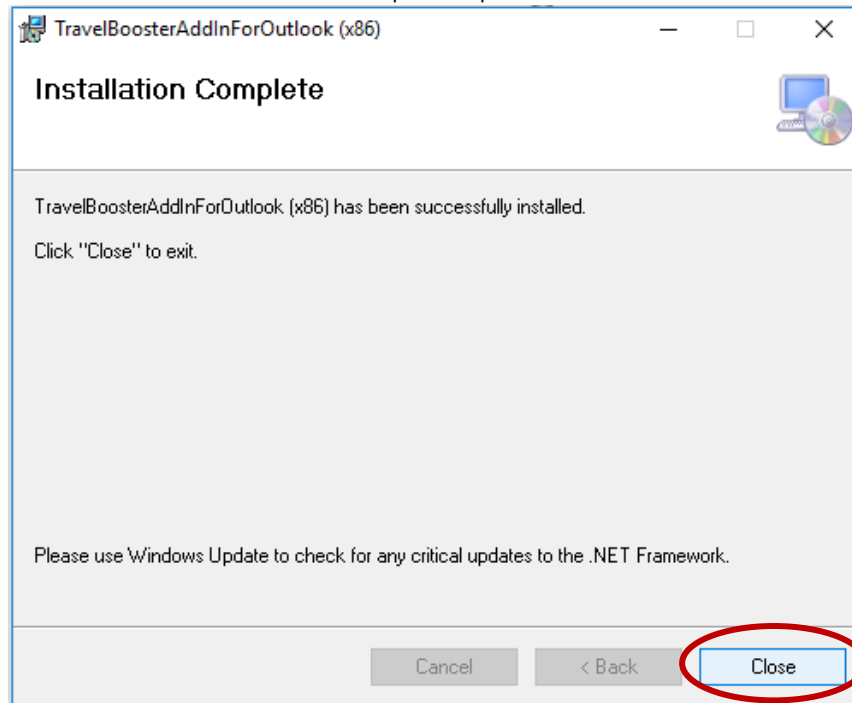 TravelBoosterAddInForOutlook (x86)
Installation Complete
TravelBoosterAddInForOutlook (x86) has been successfully installed.
Click "Close" to exit.
Please use Windows Update to check for any critical updates to the .NET Framework.
Cancel
< Back
Close